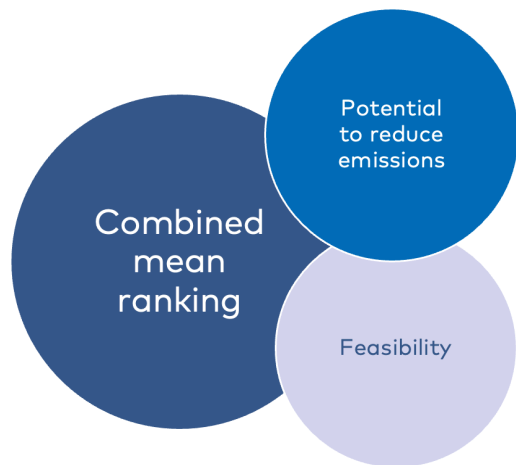 Potential
to reduce
emissions
Combined
mean
ranking
Feasibility